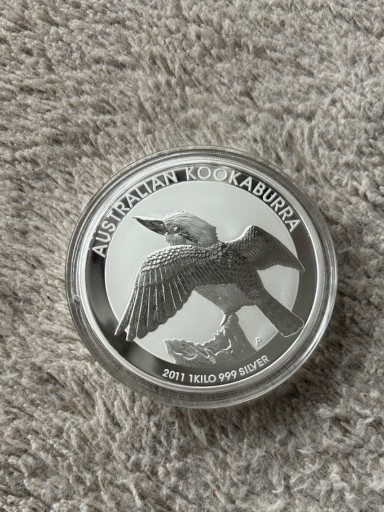 AUSTRALIAN KOOKABURRA
P
2011 1KILO 999 SILVER